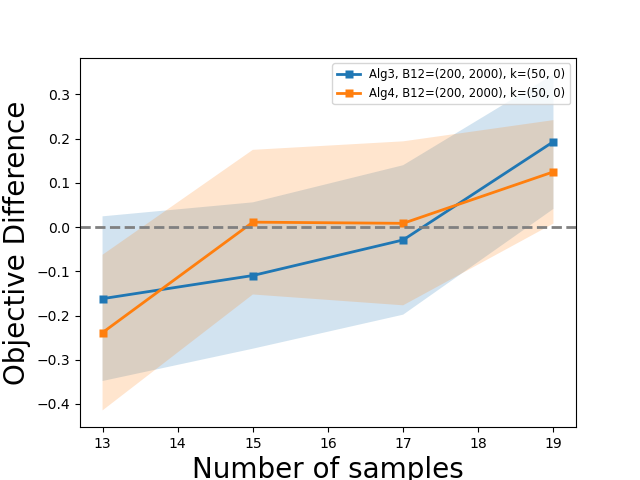 Alg3, B12=(200, 2000), k=(50, 0)
Alg4, B12=(200, 2000), k=(50, 0)
Objective Difference
0.3
0.2
0.1
0.0
−0.1
−0.2
−0.3
−0.4
13 14 15 16 17 18 19
Number of samples